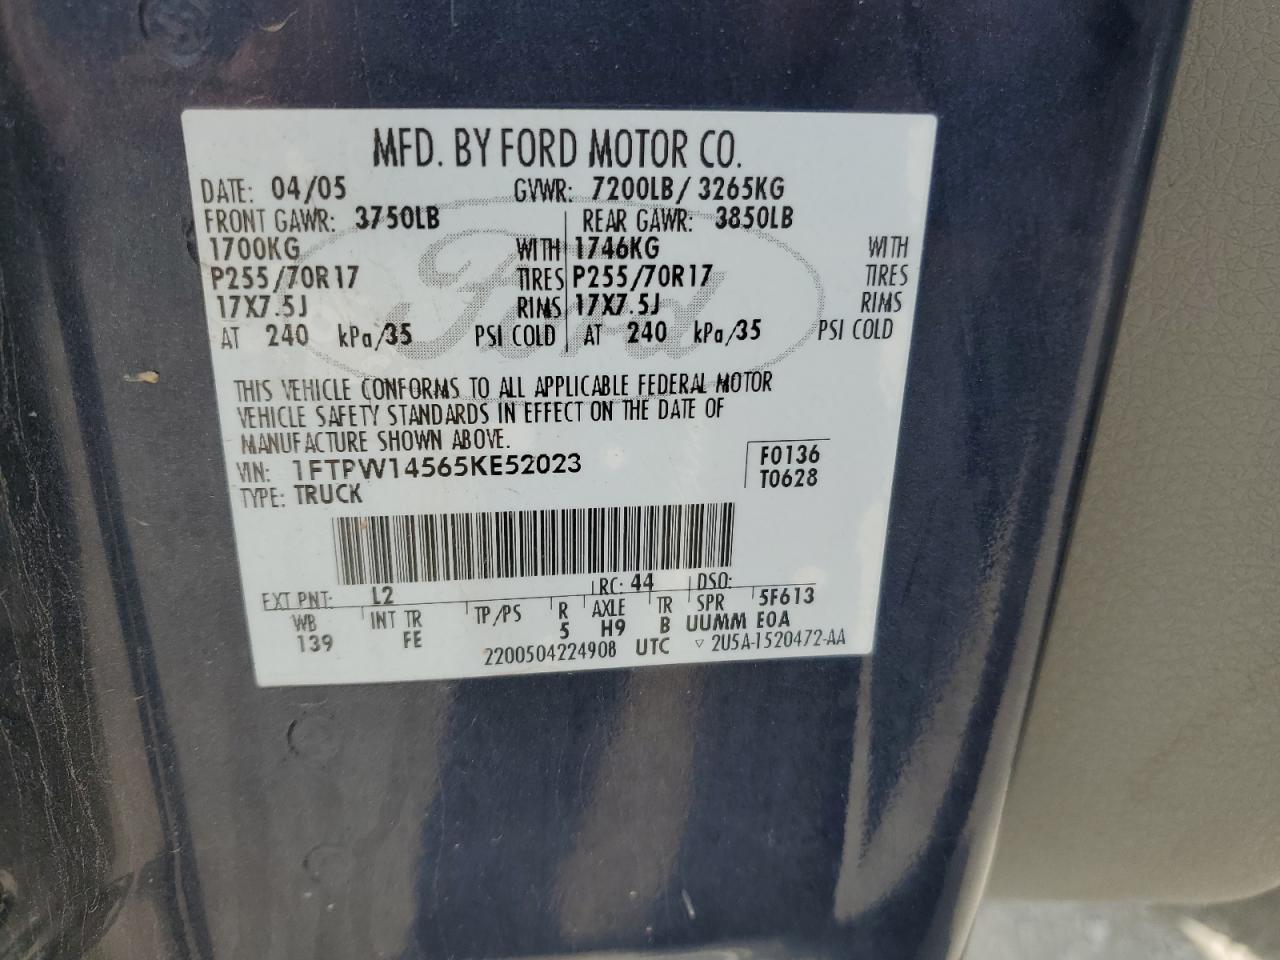 MFD. BY FORD MOTOR CO.
DATE: 04/05 GVWR: 7200LB/ 3265KG
FRONT GAWR: 3750LB REAR GAWR: 3850LB
1700KG WITH 1746KG WITH
P255/70R17 TIRES P255/70R17 TIRES
17X7.5J RIMS 17X7.5J RIMS
AT 240 kPa/35 PSI COLD AT 240 kPa/35 PSI COLD
Ford
THIS VEHICLE CONFORMS TO ALL APPLICABLE FEDERAL MOTOR
VEHICLE SAFETY STANDARDS IN EFFECT ON THE DATE OF
MANUFACTURE SHOWN ABOVE.
VIN: 1FTPW14565KE52023 F0136
TYPE: TRUCK T0628
EXT PNT: L2 RC: 44 DSO:
WB INT TR TP/PS R AXLE TR SPR 5F613
139 FE 5 H9 B UUMM EOA
2200504224908 UTC ▽ 2U5A-1520472-AA